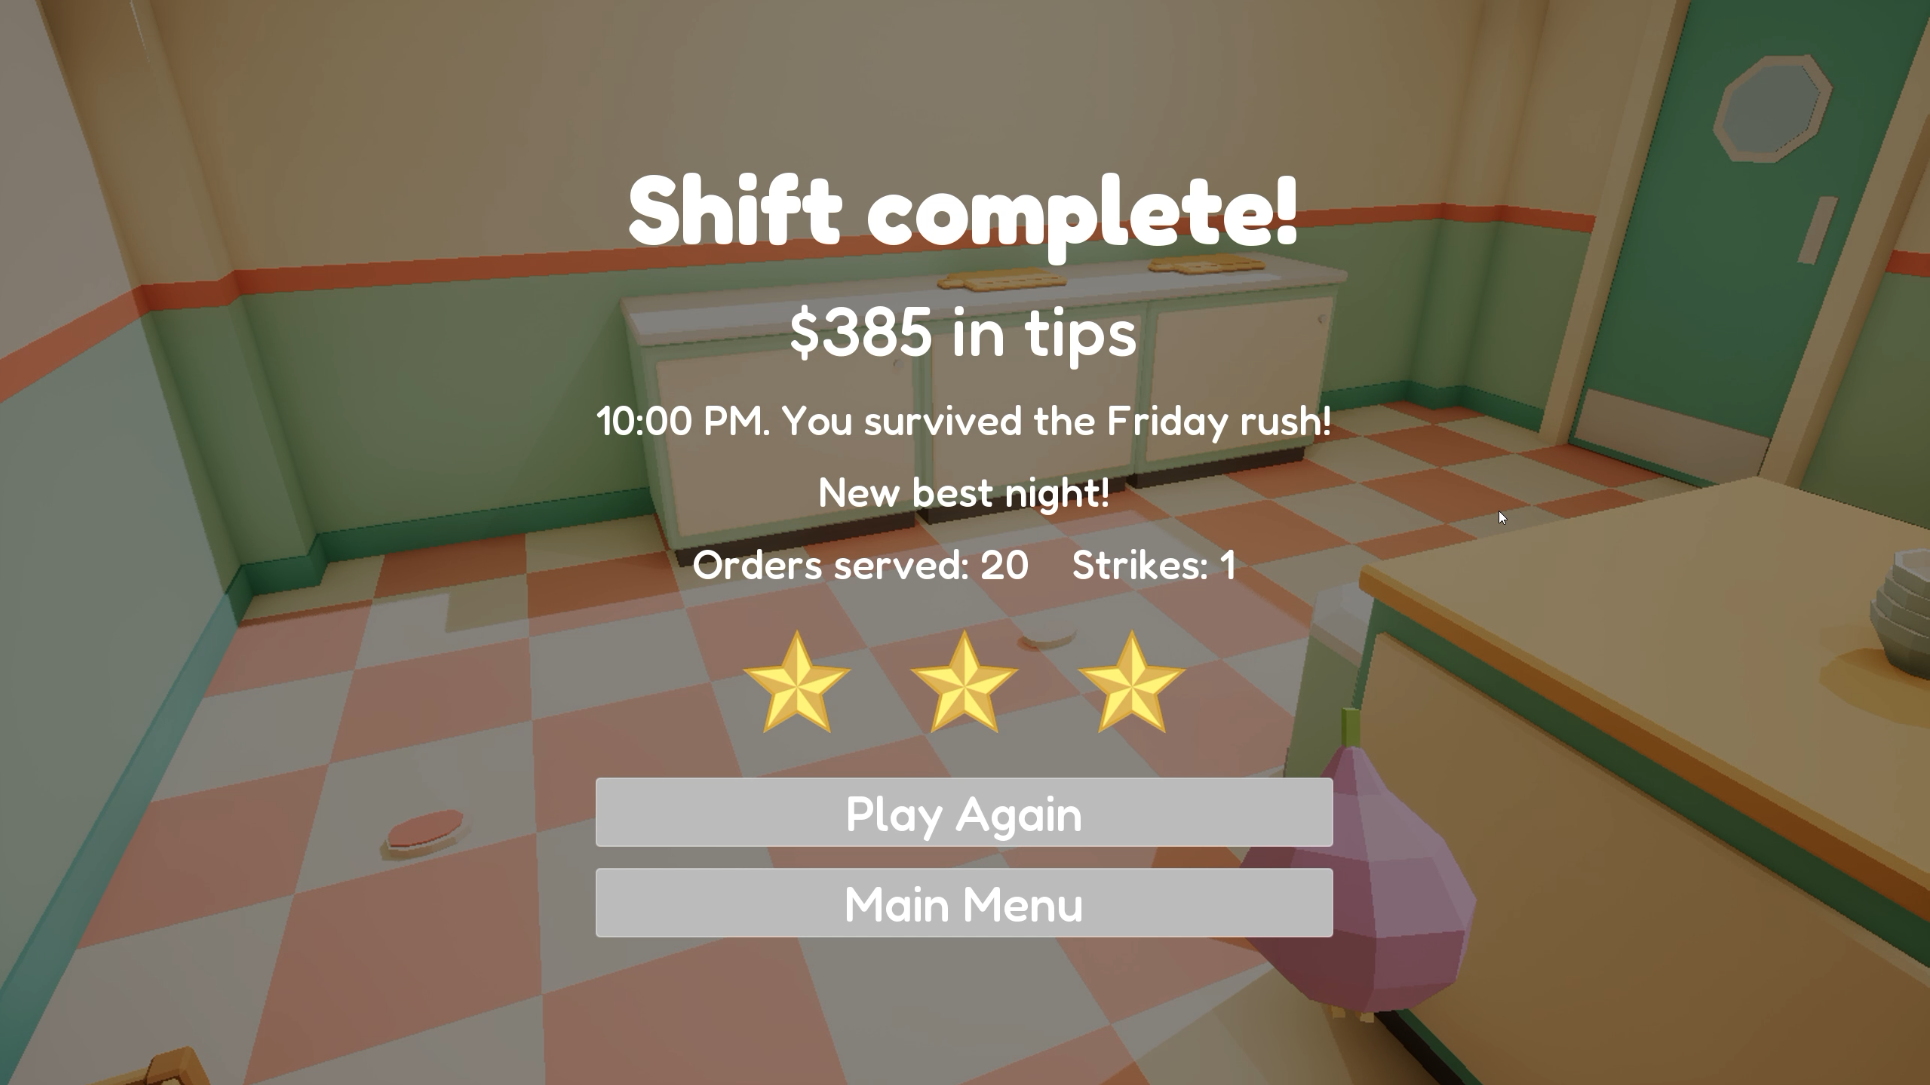 Shift complete!
$385 in tips
10:00 PM. You survived the Friday rush!
New best night!
Orders served: 20 Strikes: 1
Play Again
Main Menu